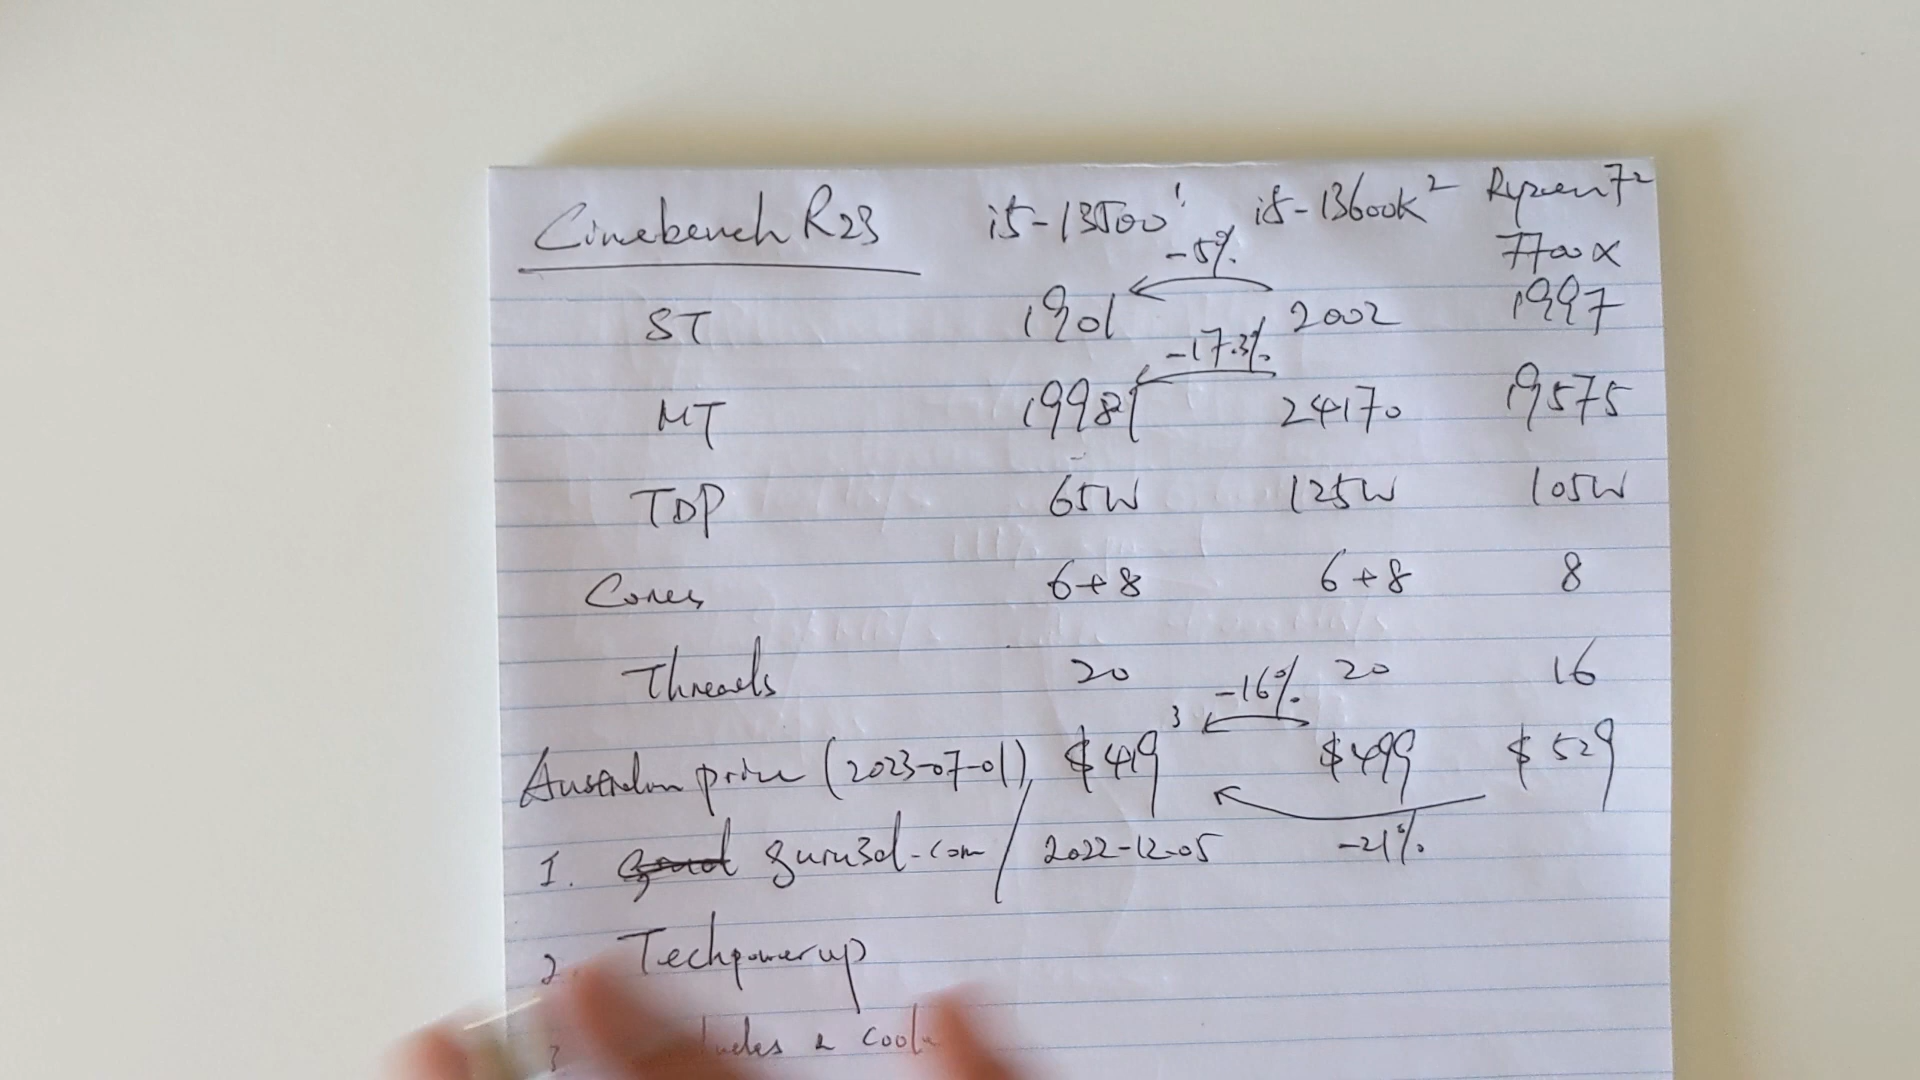 Cinebench R23 i5-13500¹ i5-13600K² Ryzen 7²
7700X
-5%
ST 1901 2002 1997
-17.3%
MT 19981 24170 19575
TDP 65W 125W 105W
Cores 6+8 6+8 8
Threads 20 20 16
-16%
Australian price (2023-07-01) $419³ $499 $529
-21%
1. guru3d.com / 2022-12-05
2. Techpowerup
3 a